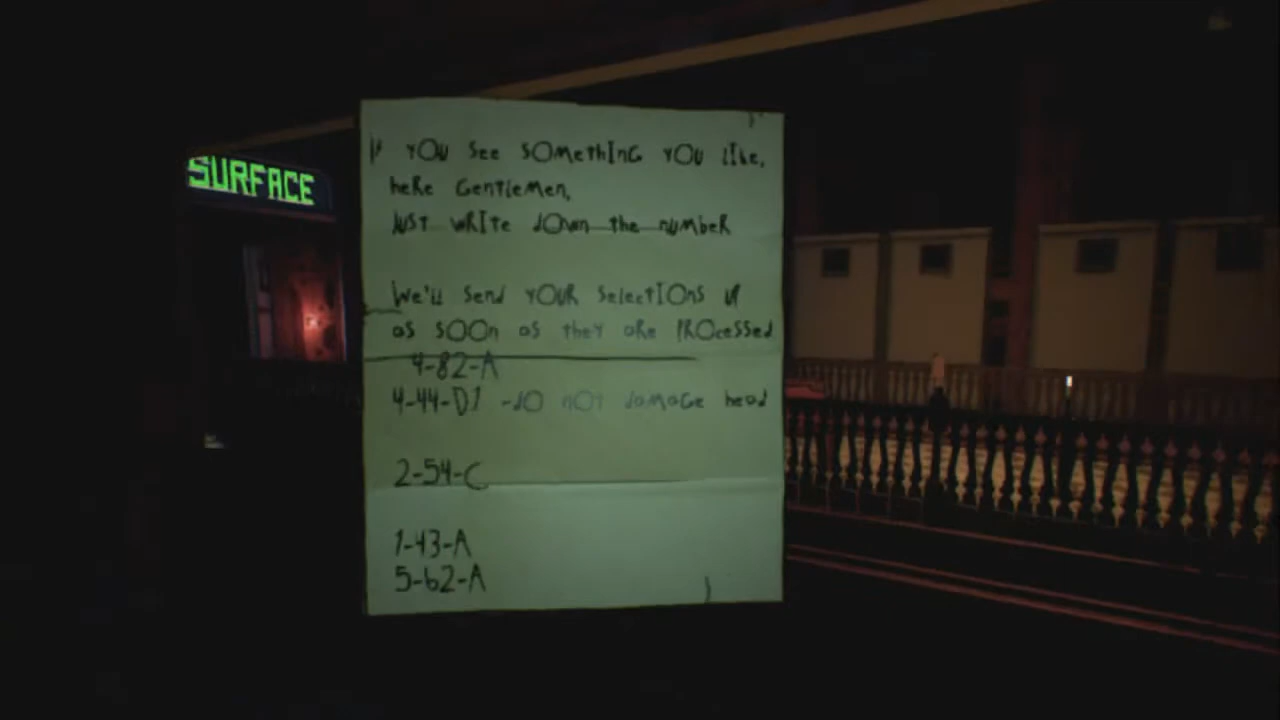 SURFACE
If YOU See SOMethInG YOU like,
heRe Gentlemen,
JUST wRITe dOwn the nUMbeR
We'll Send YOUR SelecTIOnS UP
as SOOn as theY aRe PROcessed
4-82-A
4-44-D1 -dO nOT damaGe head
2-54-C
1-43-A
5-62-A